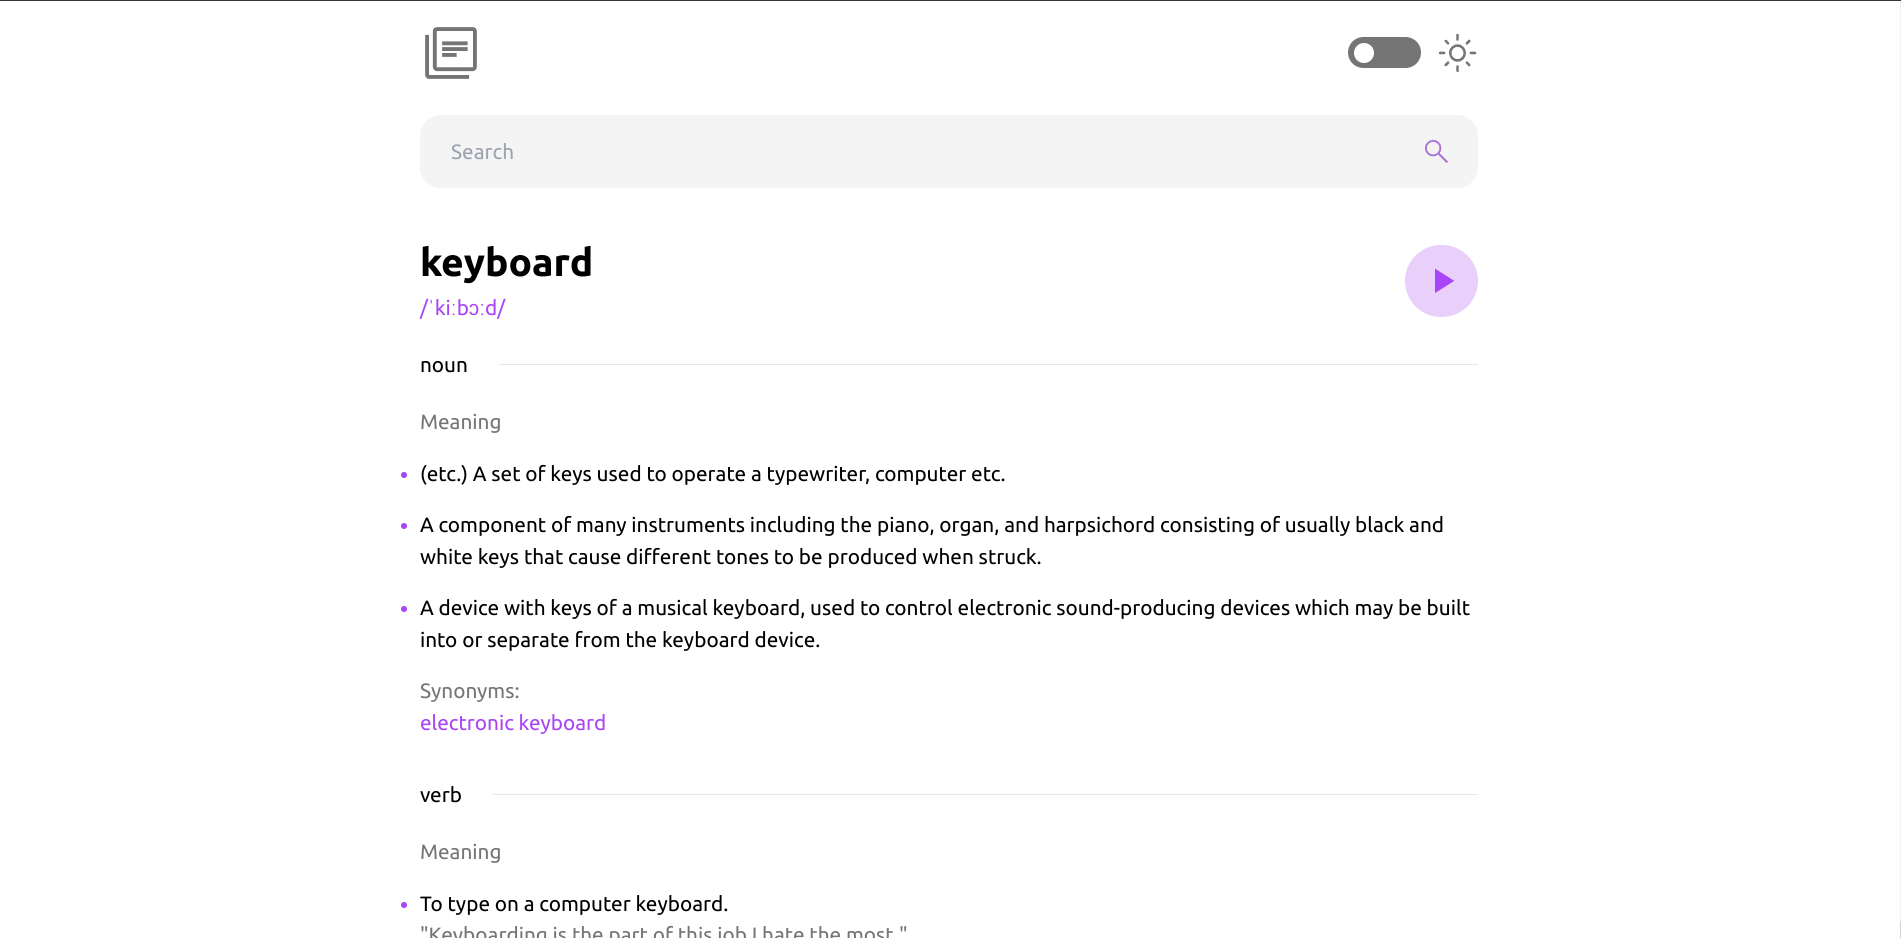 Search
keyboard
/ˈkiːbɔːd/
noun
Meaning
(etc.) A set of keys used to operate a typewriter, computer etc.
A component of many instruments including the piano, organ, and harpsichord consisting of usually black and
white keys that cause different tones to be produced when struck.
A device with keys of a musical keyboard, used to control electronic sound-producing devices which may be built
into or separate from the keyboard device.
Synonyms:
electronic keyboard
verb
Meaning
To type on a computer keyboard.
"Keyboarding is the part of this job I hate the most."